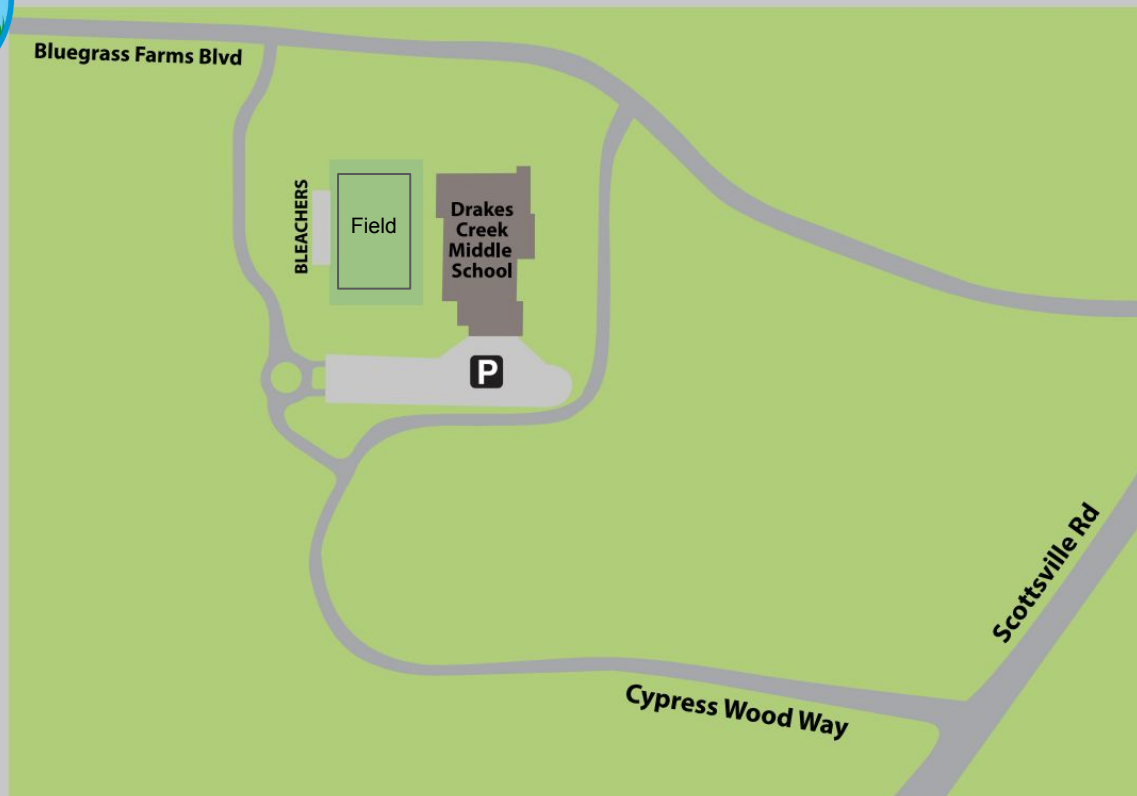 Bluegrass Farms Blvd
BLEACHERS
Field
Drakes
Creek
Middle
School
P
Scottsville Rd
Cypress Wood Way